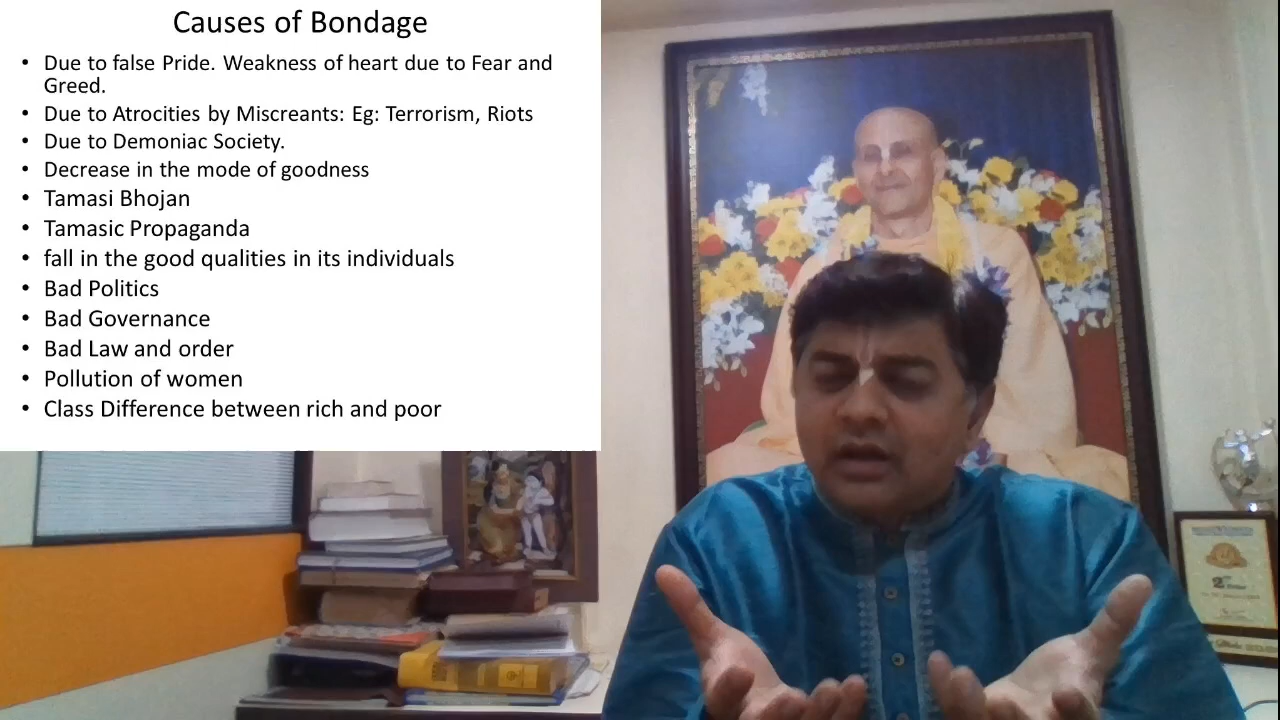 Causes of Bondage
• Due to false Pride. Weakness of heart due to Fear and
Greed.
• Due to Atrocities by Miscreants: Eg: Terrorism, Riots
• Due to Demoniac Society.
• Decrease in the mode of goodness
• Tamasi Bhojan
• Tamasic Propaganda
• fall in the good qualities in its individuals
• Bad Politics
• Bad Governance
• Bad Law and order
• Pollution of women
• Class Difference between rich and poor